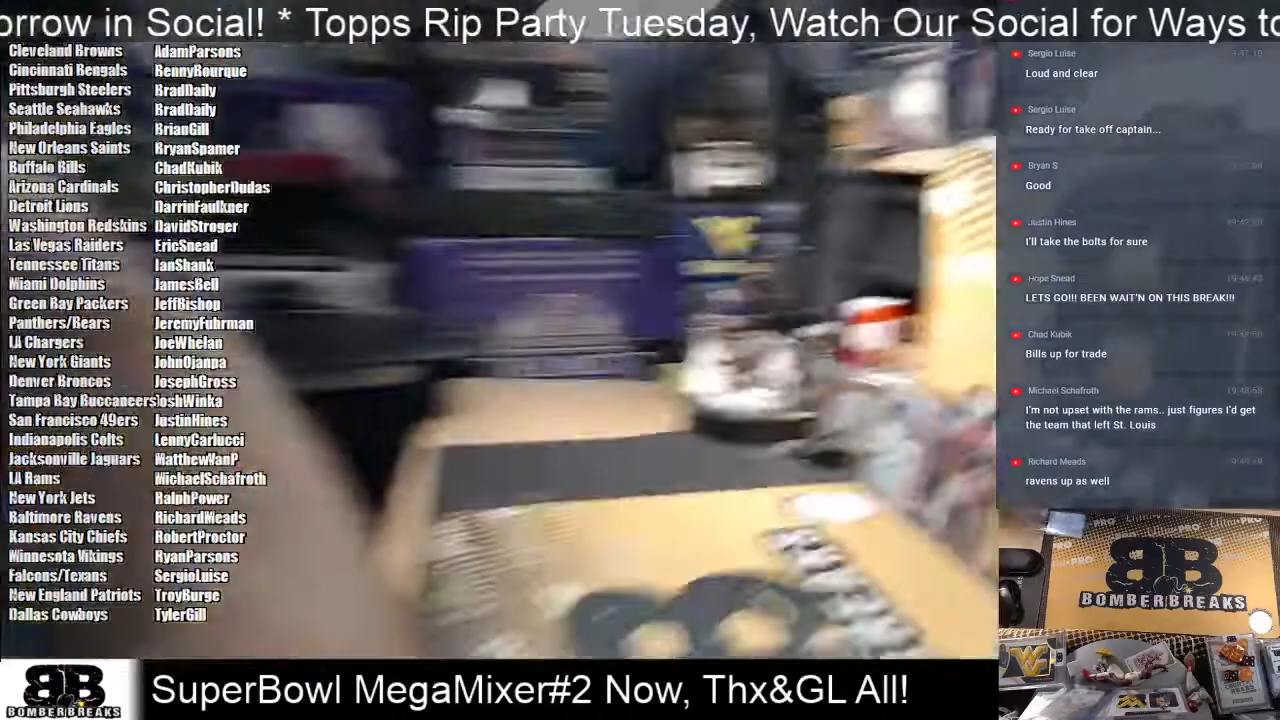 orrow in Social! * Topps Rip Party Tuesday, Watch Our Social for Ways to
Cleveland Browns AdamParsons
Cincinnati Bengals BennyBourque
Pittsburgh Steelers BradDaily
Seattle Seahawks BradDaily
Philadelphia Eagles BrianGill
New Orleans Saints BryanSpamer
Buffalo Bills ChadKubik
Arizona Cardinals ChristopherDudas
Detroit Lions DarrinFaulkner
Washington Redskins DavidStroger
Las Vegas Raiders EricSnead
Tennessee Titans IanShank
Miami Dolphins JamesBell
Green Bay Packers JeffBishop
Panthers/Bears JeremyFuhrman
LA Chargers JoeWhelan
New York Giants JohnOjanpa
Denver Broncos JosephGross
Tampa Bay Buccaneers JoshWinka
San Francisco 49ers JustinHines
Indianapolis Colts LennyCarlucci
Jacksonville Jaguars MatthewVanP
LA Rams MichaelSchafroth
New York Jets RalphPower
Baltimore Ravens RichardMeads
Kansas City Chiefs RobertProctor
Minnesota Vikings RyanParsons
Falcons/Texans SergioLuise
New England Patriots TroyBurge
Dallas Cowboys TylerGill
Sergio Luise
Loud and clear
Sergio Luise
Ready for take off captain...
Bryan S
Good
Justin Hines
I'll take the bolts for sure
Hope Snead
LETS GO!!! BEEN WAIT'N ON THIS BREAK!!!
Chad Kubik
Bills up for trade
Michael Schafroth
I'm not upset with the rams.. just figures I'd get
the team that left St. Louis
Richard Meads
ravens up as well
BB
BOMBERBREAKS
BB
BOMBERBREAKS
SuperBowl MegaMixer#2 Now, Thx&GL All!